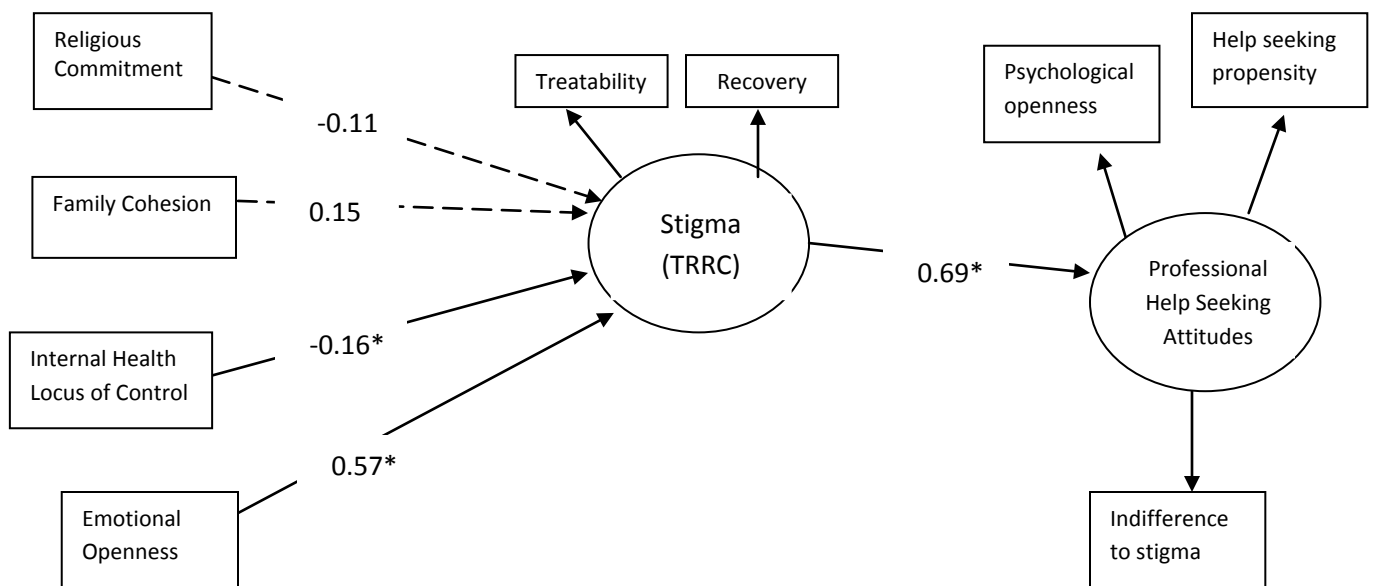 Religious
Commitment
Treatability
Recovery
Psychological
openness
Help seeking
propensity
-0.11
Family Cohesion
0.15
Stigma
(TRRC)
0.69*
Professional
Help Seeking
Attitudes
Internal Health
Locus of Control
-0.16*
0.57*
Emotional
Openness
Indifference
to stigma